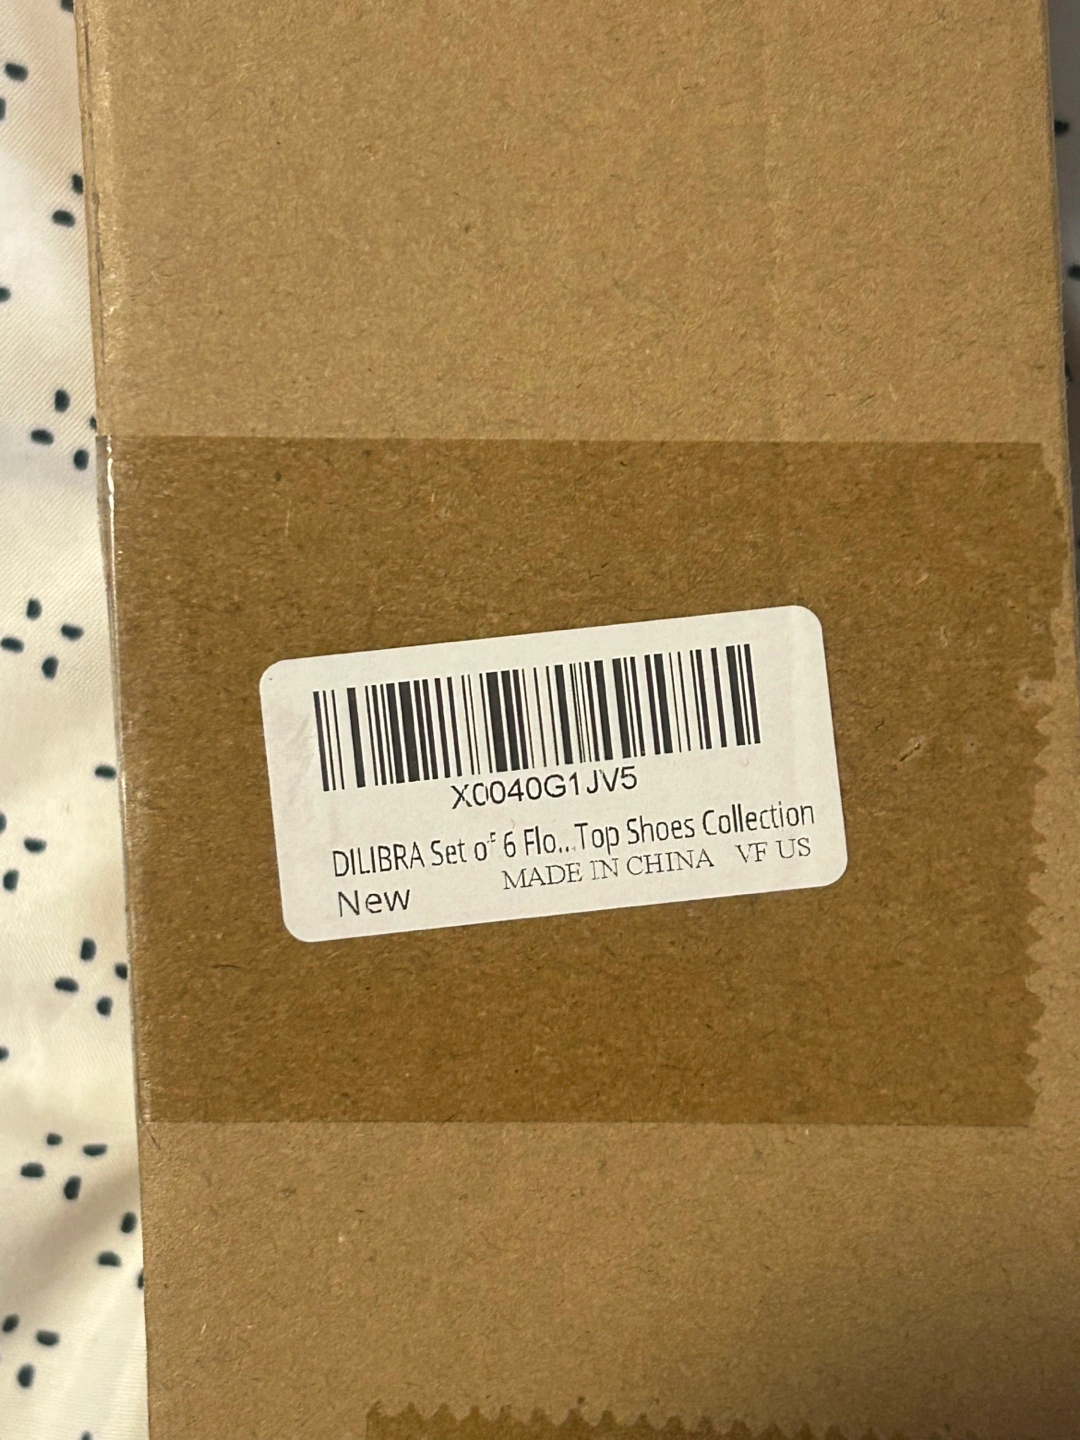 X0040G1JV5
DILIBRA Set of 6 Flo...Top Shoes Collection
New MADE IN CHINA VF US